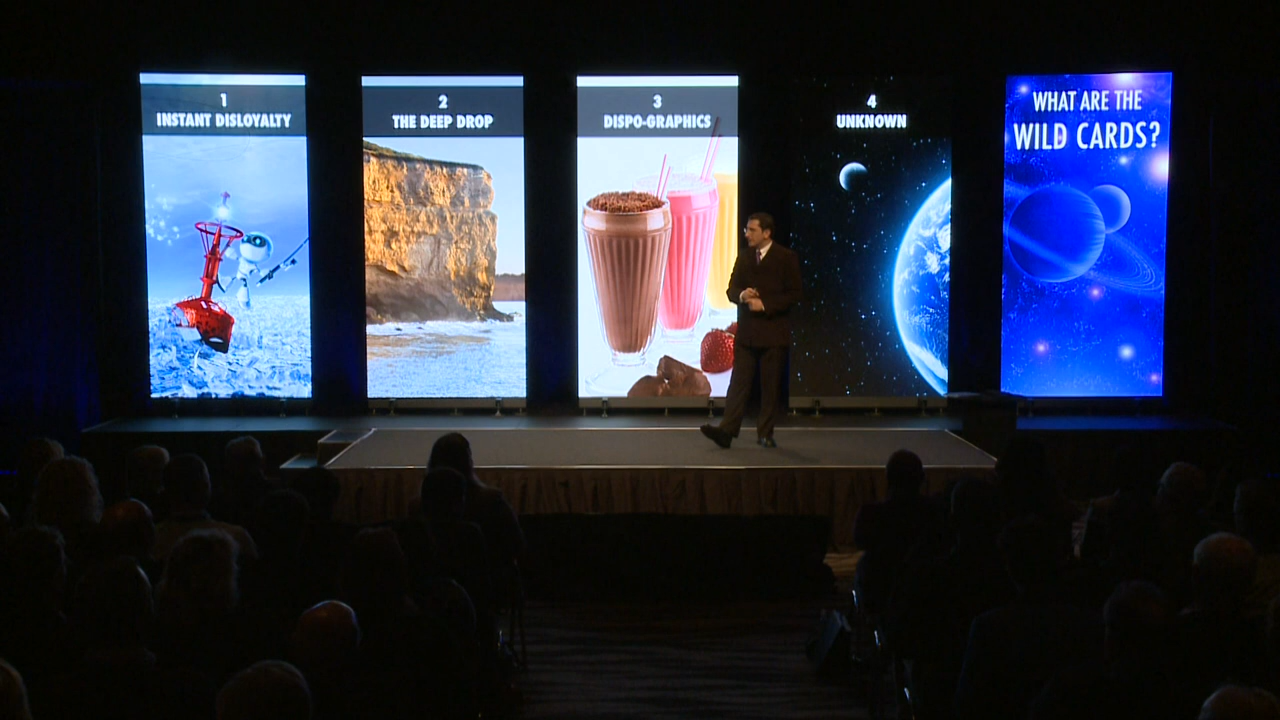 1
INSTANT DISLOYALTY
2
THE DEEP DROP
3
DISPO-GRAPHICS
4
UNKNOWN
WHAT ARE THE
WILD CARDS?